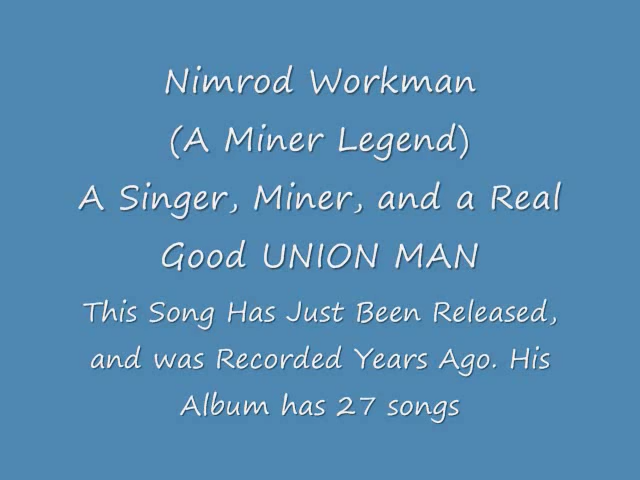 Nimrod Workman
(A Miner Legend)
A Singer, Miner, and a Real
Good UNION MAN
This Song Has Just Been Released,
and was Recorded Years Ago. His
Album has 27 songs